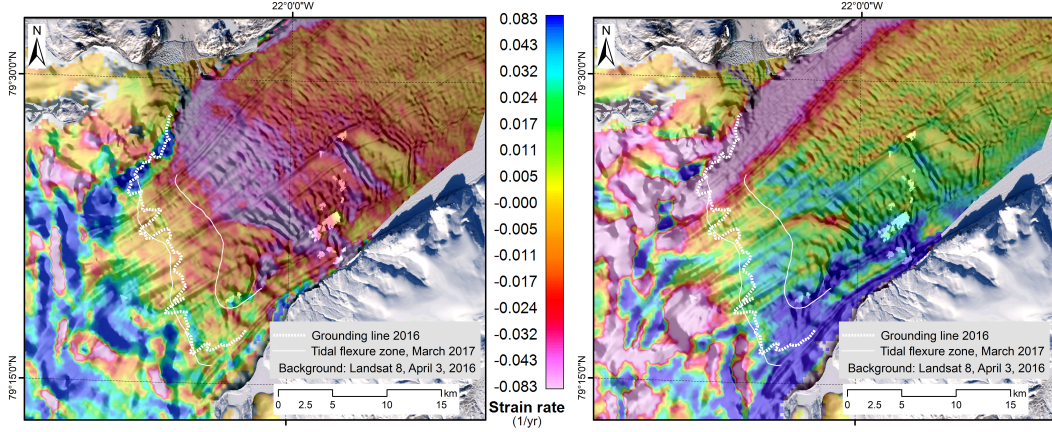 22°0'0"W
22°0'0"W
N
N
79°30'0"N
79°30'0"N
0.083
0.043
0.032
0.024
0.017
0.011
0.005
-0.000
-0.005
-0.011
-0.017
-0.024
-0.032
-0.043
-0.083
Strain rate
(1/yr)
79°15'0"N
79°15'0"N
Grounding line 2016
Tidal flexure zone, March 2017
Background: Landsat 8, April 3, 2016
km
0 2.5 5 10 15
Grounding line 2016
Tidal flexure zone, March 2017
Background: Landsat 8, April 3, 2016
km
0 2.5 5 10 15